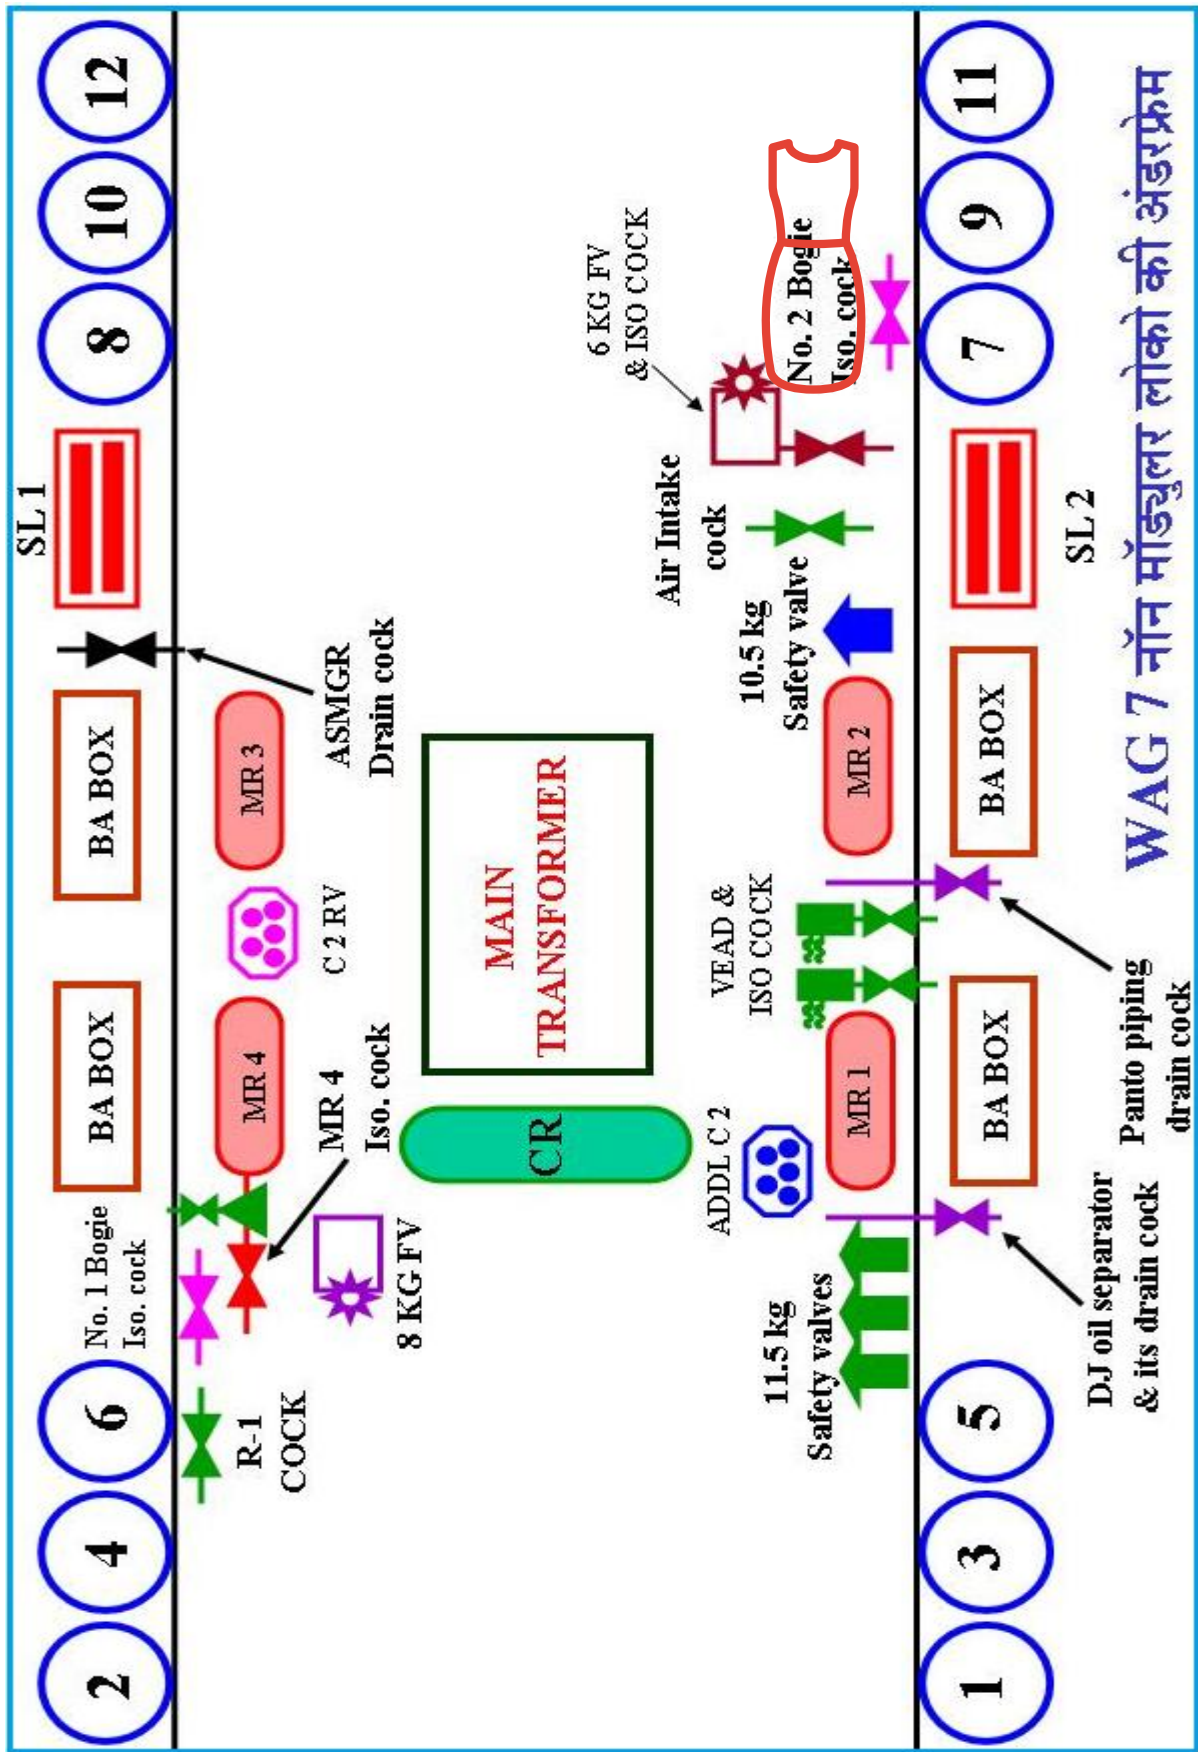 2
4
6
8
10
12
SL 1
No. 1 Bogie
Iso. cock
BA BOX
BA BOX
R-1
COCK
MR 4
MR 3
ASMGR
Drain cock
8 KG FV
MR 4
Iso. cock
C 2 RV
CR
MAIN
TRANSFORMER
6 KG FV
& ISO COCK
Air Intake
cock
ADDL C 2
VEAD &
ISO COCK
10.5 kg
Safety valve
No. 2 Bogie
Iso. cock
11.5 kg
Safety valves
MR 1
MR 2
1
3
5
BA BOX
BA BOX
7
9
11
SL 2
DJ oil separator
& its drain cock
Panto piping
drain cock
WAG 7 नॉन मॉड्युलर लोको की अंडरफ्रेम